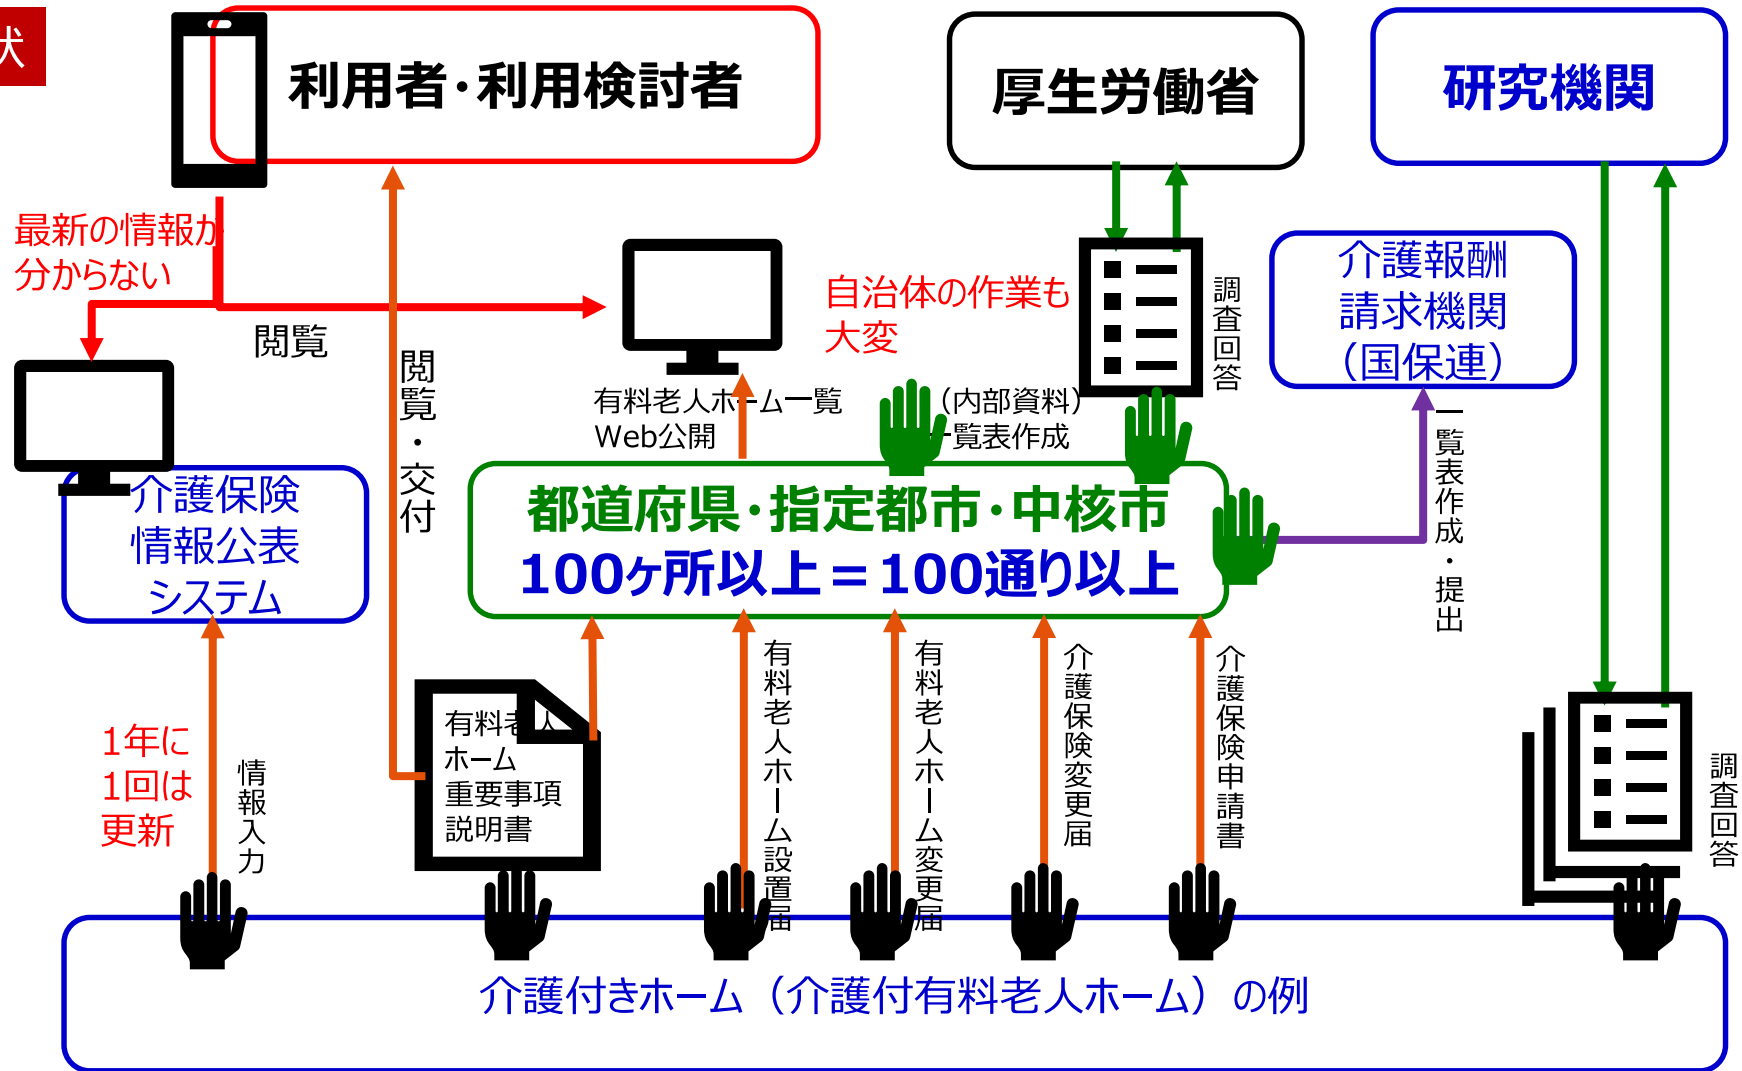 状
利用者・利用検討者
厚生労働省
研究機関
最新の情報が
分からない
閲覧
閲覧・交付
自治体の作業も
大変
調査回答
介護報酬
請求機関
（国保連）
有料老人ホーム一覧
Web公開
（内部資料）
一覧表作成
一覧表作成・提出
介護保険
情報公表
システム
都道府県・指定都市・中核市
100ヶ所以上＝100通り以上
1年に
1回は
更新
情報入力
有料老人
ホーム
重要事項
説明書
有料老人ホーム設置届
有料老人ホーム変更届
介護保険変更届
介護保険申請書
調査回答
介護付きホーム（介護付有料老人ホーム）の例